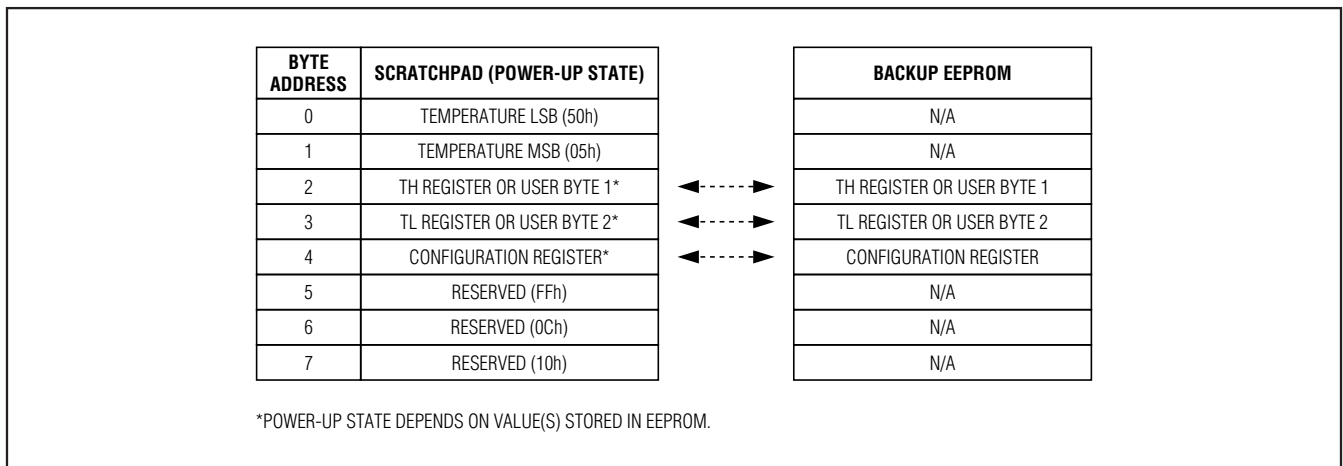 BYTE ADDRESS SCRATCHPAD (POWER-UP STATE) BACKUP EEPROM
0 TEMPERATURE LSB (50h) N/A
1 TEMPERATURE MSB (05h) N/A
2 TH REGISTER OR USER BYTE 1* TH REGISTER OR USER BYTE 1
3 TL REGISTER OR USER BYTE 2* TL REGISTER OR USER BYTE 2
4 CONFIGURATION REGISTER* CONFIGURATION REGISTER
5 RESERVED (FFh) N/A
6 RESERVED (0Ch) N/A
7 RESERVED (10h) N/A
*POWER-UP STATE DEPENDS ON VALUE(S) STORED IN EEPROM.